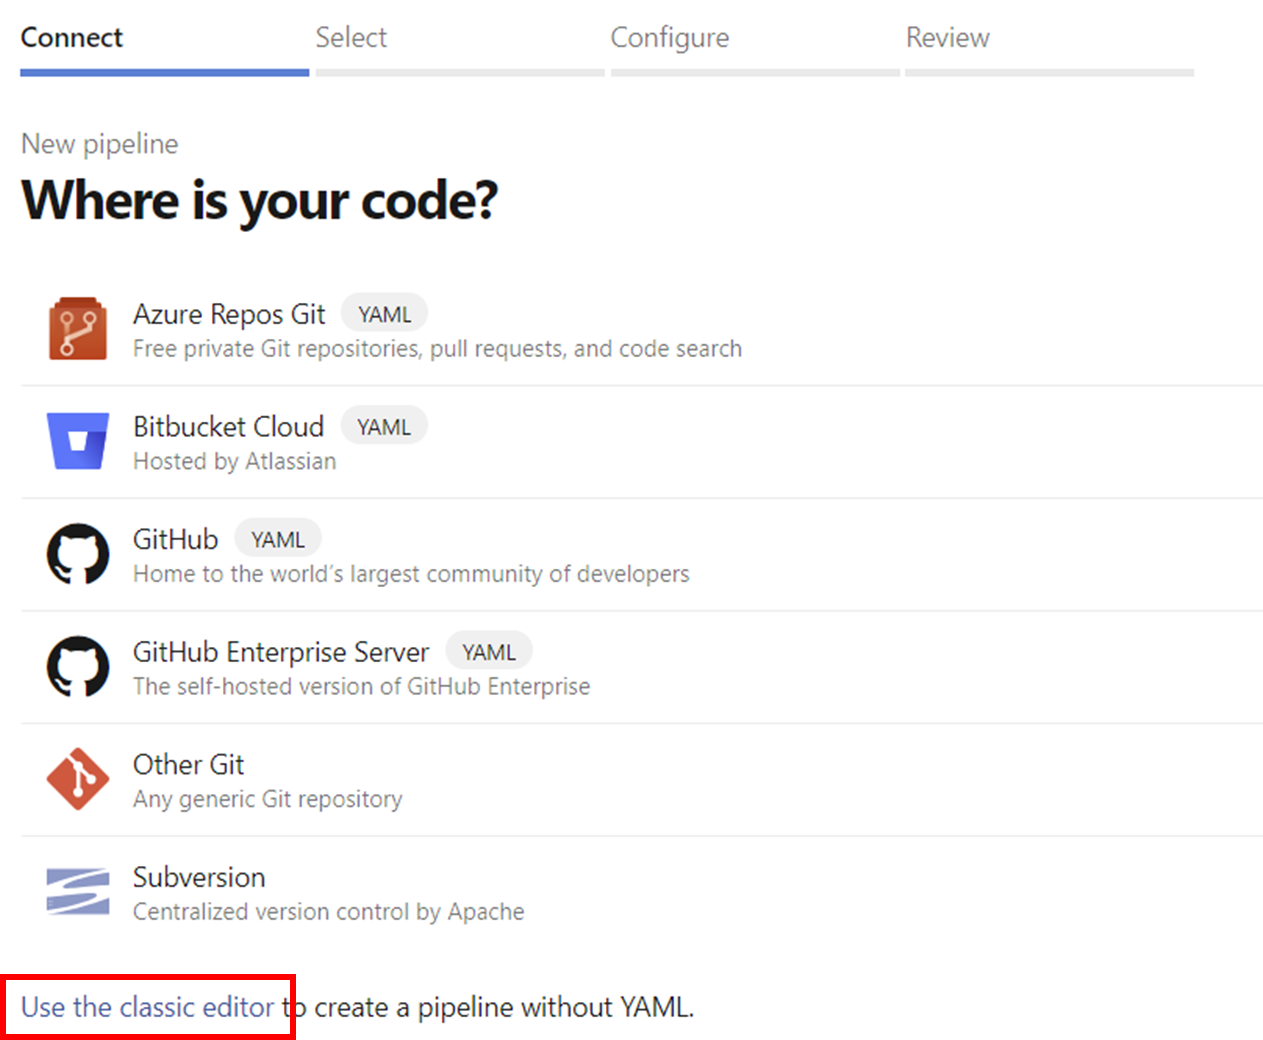 Connect Select Configure Review
New pipeline
Where is your code?
Azure Repos Git YAML
Free private Git repositories, pull requests, and code search
Bitbucket Cloud YAML
Hosted by Atlassian
GitHub YAML
Home to the world’s largest community of developers
GitHub Enterprise Server YAML
The self-hosted version of GitHub Enterprise
Other Git
Any generic Git repository
Subversion
Centralized version control by Apache
Use the classic editor to create a pipeline without YAML.